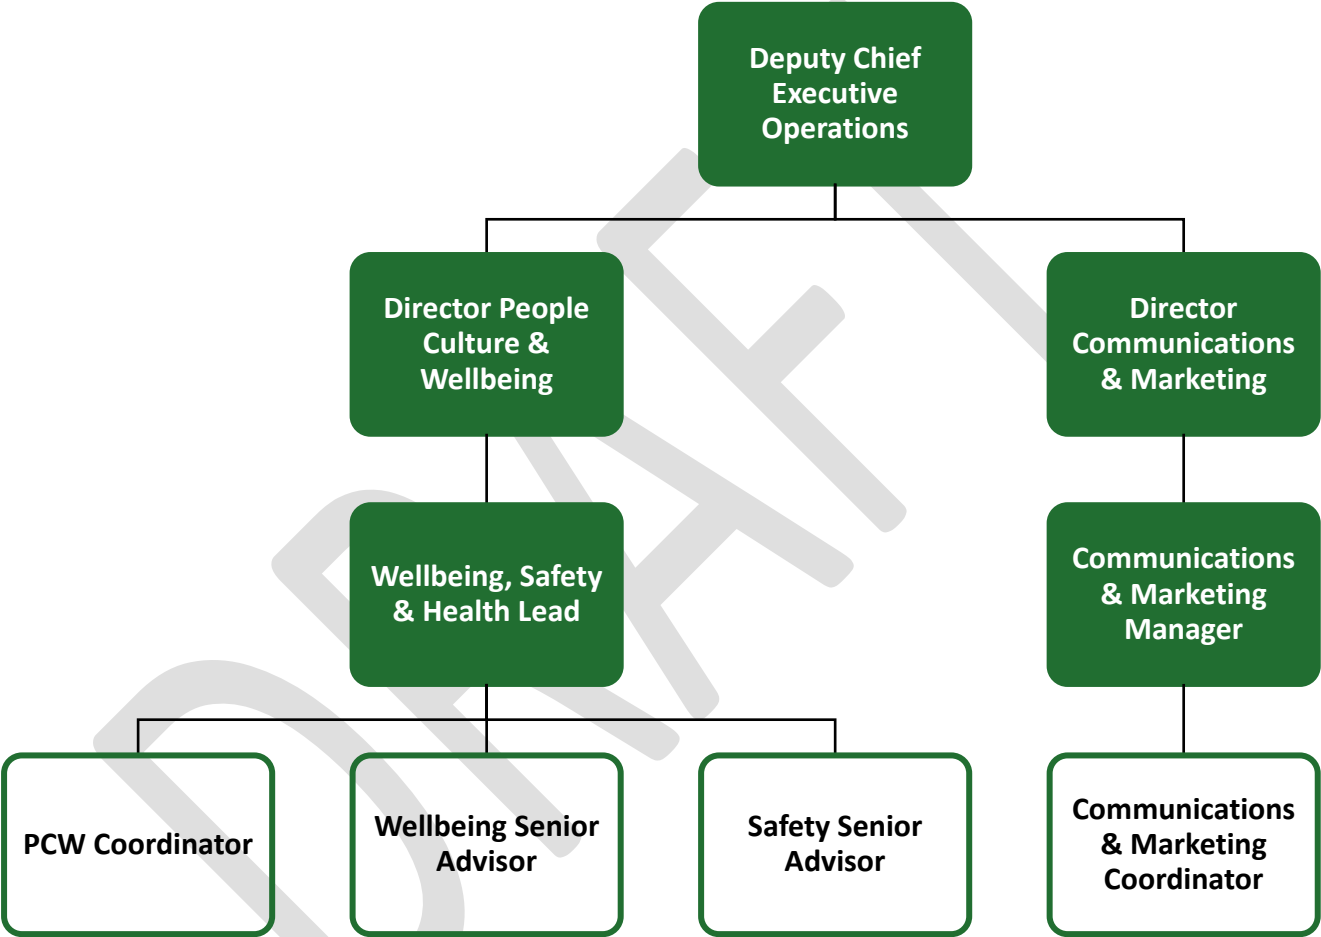 Deputy Chief
Executive
Operations
Director People
Culture &
Wellbeing
Director
Communications
& Marketing
Wellbeing, Safety
& Health Lead
Communications
& Marketing
Manager
PCW Coordinator
Wellbeing Senior
Advisor
Safety Senior
Advisor
Communications
& Marketing
Coordinator
DRAFT